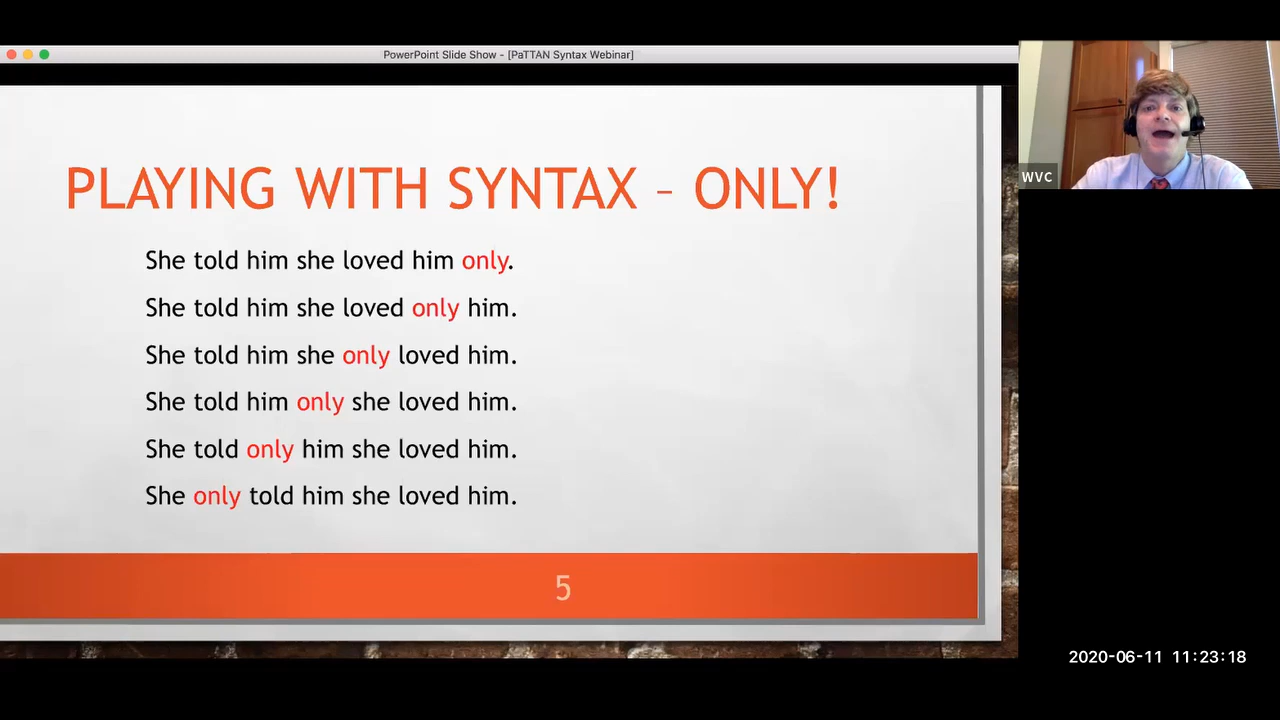 PowerPoint Slide Show - [PaTTAN Syntax Webinar]
PLAYING WITH SYNTAX – ONLY!
She told him she loved him only.
She told him she loved only him.
She told him she only loved him.
She told him only she loved him.
She told only him she loved him.
She only told him she loved him.
5
WVC
2020-06-11 11:23:18